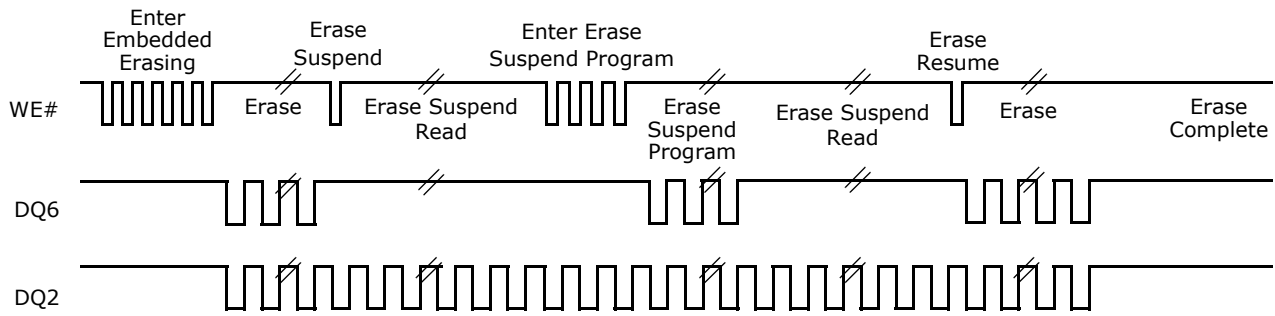 Enter
Embedded
Erasing
Erase
Suspend
Enter Erase
Suspend Program
Erase
Resume
WE#
Erase
Erase Suspend
Read
Erase
Suspend
Program
Erase Suspend
Read
Erase
Erase
Complete
DQ6
DQ2